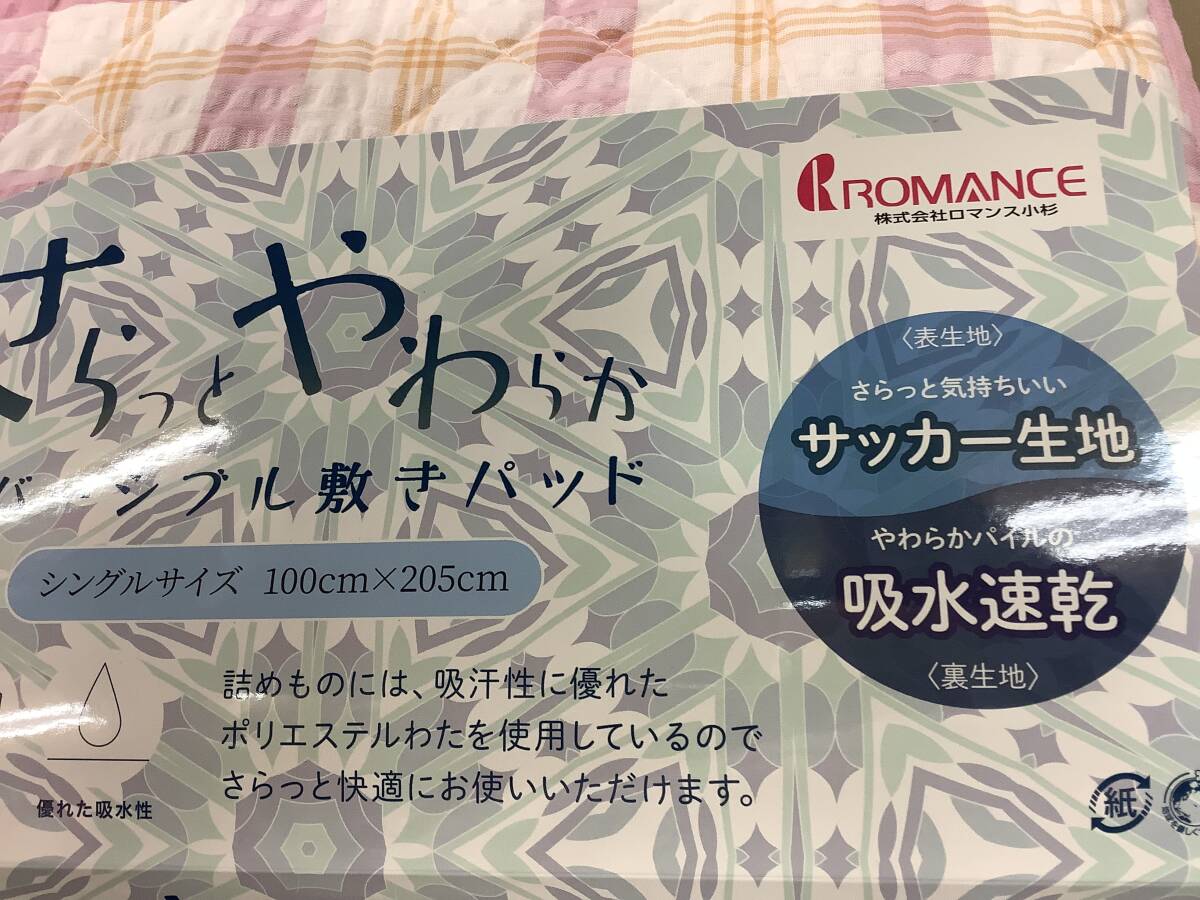 ROMANCE
株式会社ロマンス小杉
さらっとやわらか
バーシブル敷きパッド
シングルサイズ 100cm×205cm
〈表生地〉
さらっと気持ちいい
サッカー生地
やわらかパイルの
吸水速乾
〈裏生地〉
詰めものには、吸汗性に優れた
ポリエステルわたを使用しているので
さらっと快適にお使いいただけます。
優れた吸水性
紙